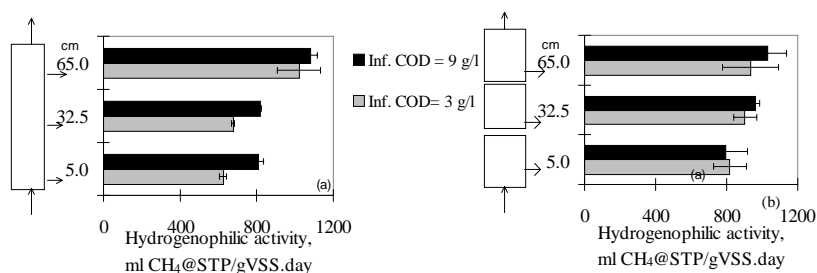 cm
65.0
32.5
5.0
(a)
0 400 800 1200
Hydrogenophilic activity,
ml CH₄@STP/gVSS.day
Inf. COD = 9 g/l
Inf. COD= 3 g/l
cm
65.0
32.5
5.0
(a)
(b)
0 400 800 1200
Hydrogenophilic activity,
ml CH₄@STP/gVSS.day